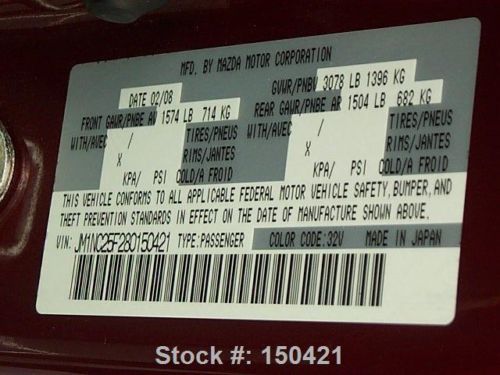 MFD. BY MAZDA MOTOR CORPORATION
DATE 02/08 GVWR/PNBV 3078 LB 1396 KG
FRONT GAWR/PNBE AV 1574 LB 714 KG REAR GAWR/PNBE AR 1504 LB 682 KG
WITH/AVEC / TIRES/PNEUS WITH/AVEC / TIRES/PNEUS
X RIMS/JANTES X RIMS/JANTES
KPA/ PSI COLD/A FROID KPA/ PSI COLD/A FROID
THIS VEHICLE CONFORMS TO ALL APPLICABLE FEDERAL MOTOR VEHICLE SAFETY, BUMPER, AND
THEFT PREVENTION STANDARDS IN EFFECT ON THE DATE OF MANUFACTURE SHOWN ABOVE.
VIN: JM1NC25F280150421 TYPE:PASSENGER COLOR CODE:32V MADE IN JAPAN
Stock #: 150421